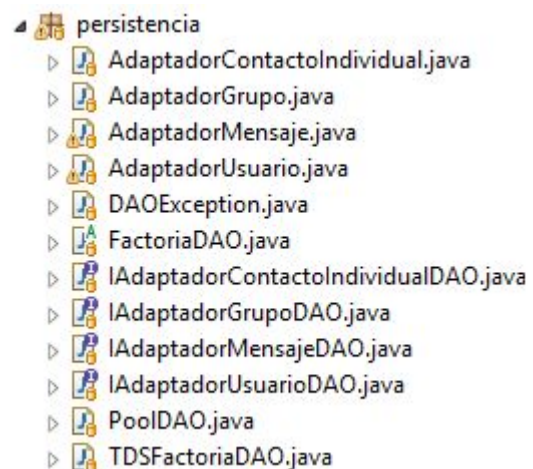 persistencia
AdaptadorContactoIndividual.java
AdaptadorGrupo.java
AdaptadorMensaje.java
AdaptadorUsuario.java
DAOException.java
FactoriaDAO.java
IAdaptadorContactoIndividualDAO.java
IAdaptadorGrupoDAO.java
IAdaptadorMensajeDAO.java
IAdaptadorUsuarioDAO.java
PoolDAO.java
TDSFactoriaDAO.java